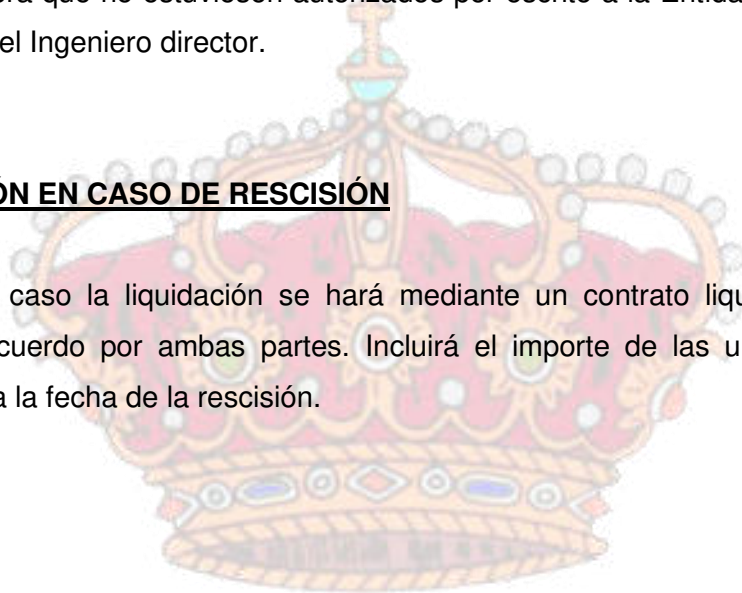 era que no estuviesen autorizados por escrito a la Entida
el Ingeniero director.
ÓN EN CASO DE RESCISIÓN
caso la liquidación se hará mediante un contrato liqu
cuerdo por ambas partes. Incluirá el importe de las u
a la fecha de la rescisión.